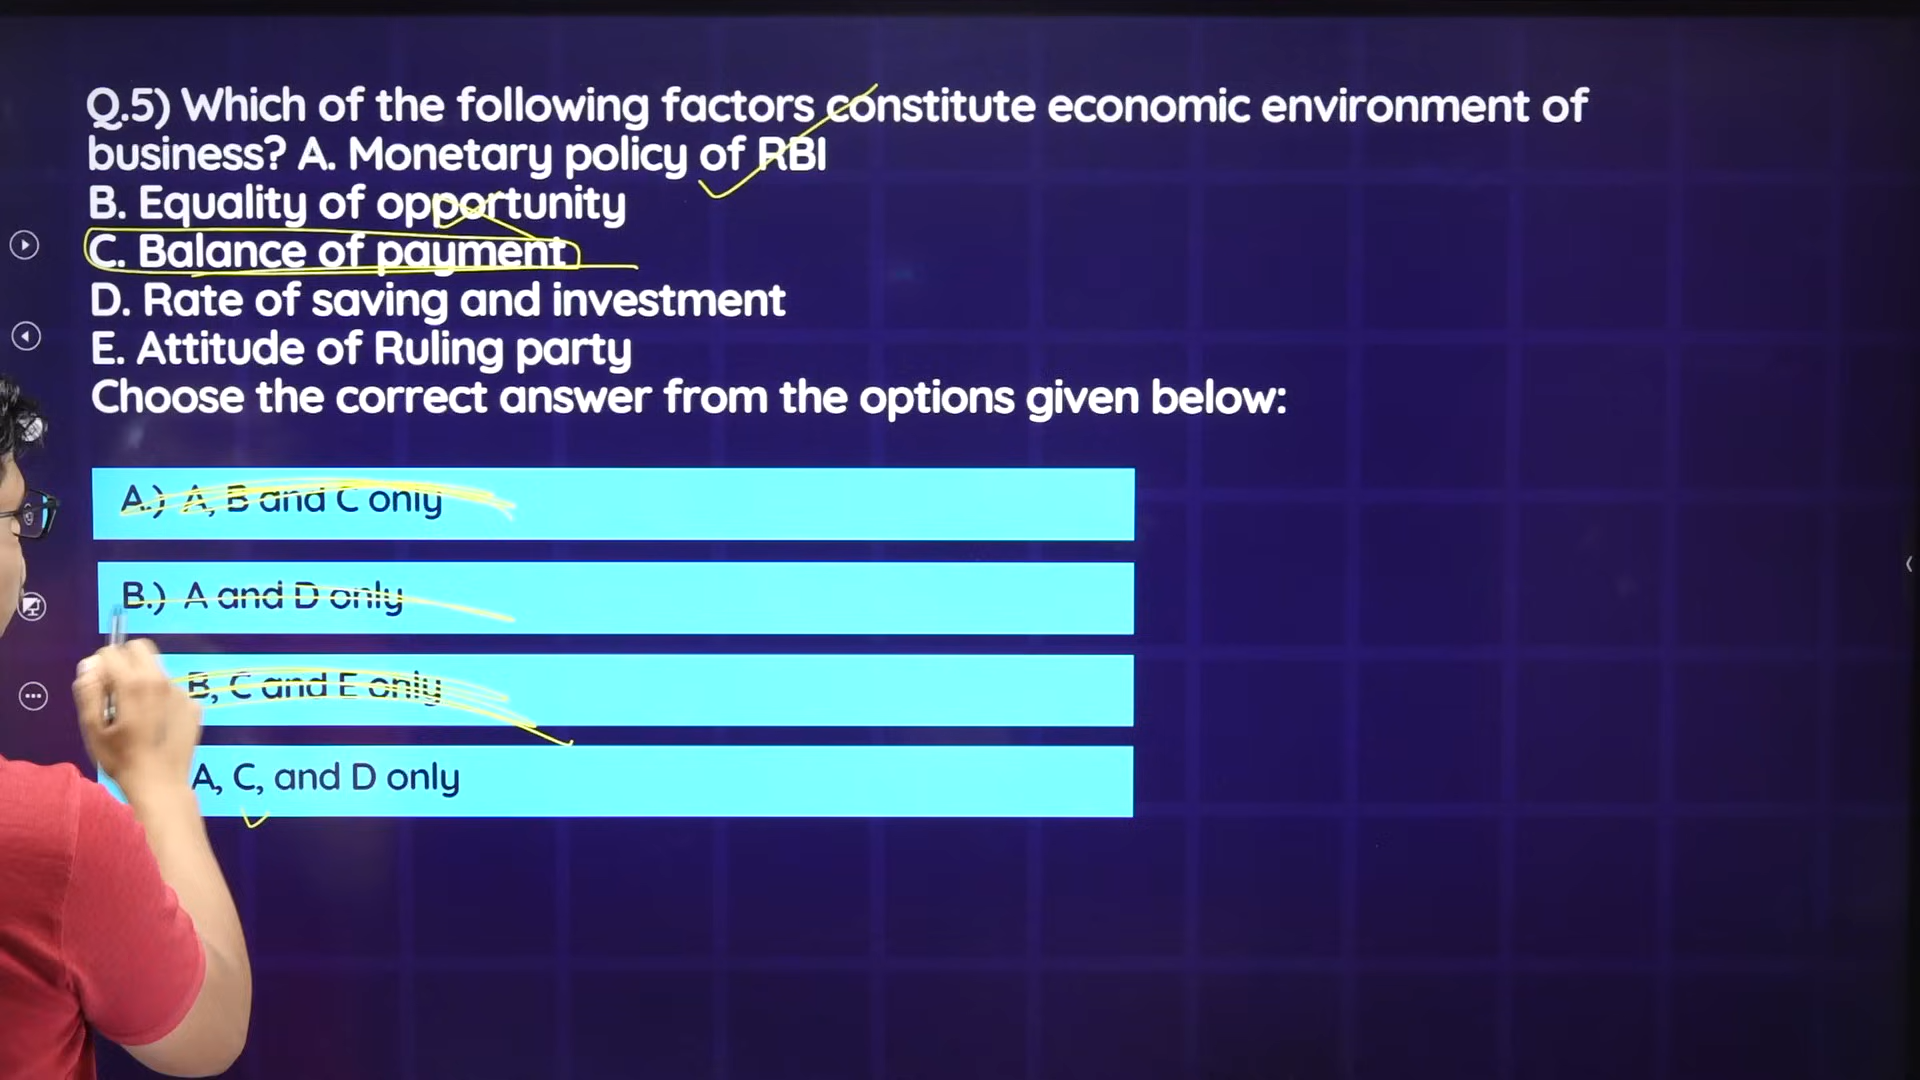 Q.5) Which of the following factors constitute economic environment of
business? A. Monetary policy of RBI
B. Equality of opportunity
C. Balance of payment
D. Rate of saving and investment
E. Attitude of Ruling party
Choose the correct answer from the options given below:
A.) A, B and C only
B.) A and D only
B, C and E only
A, C, and D only